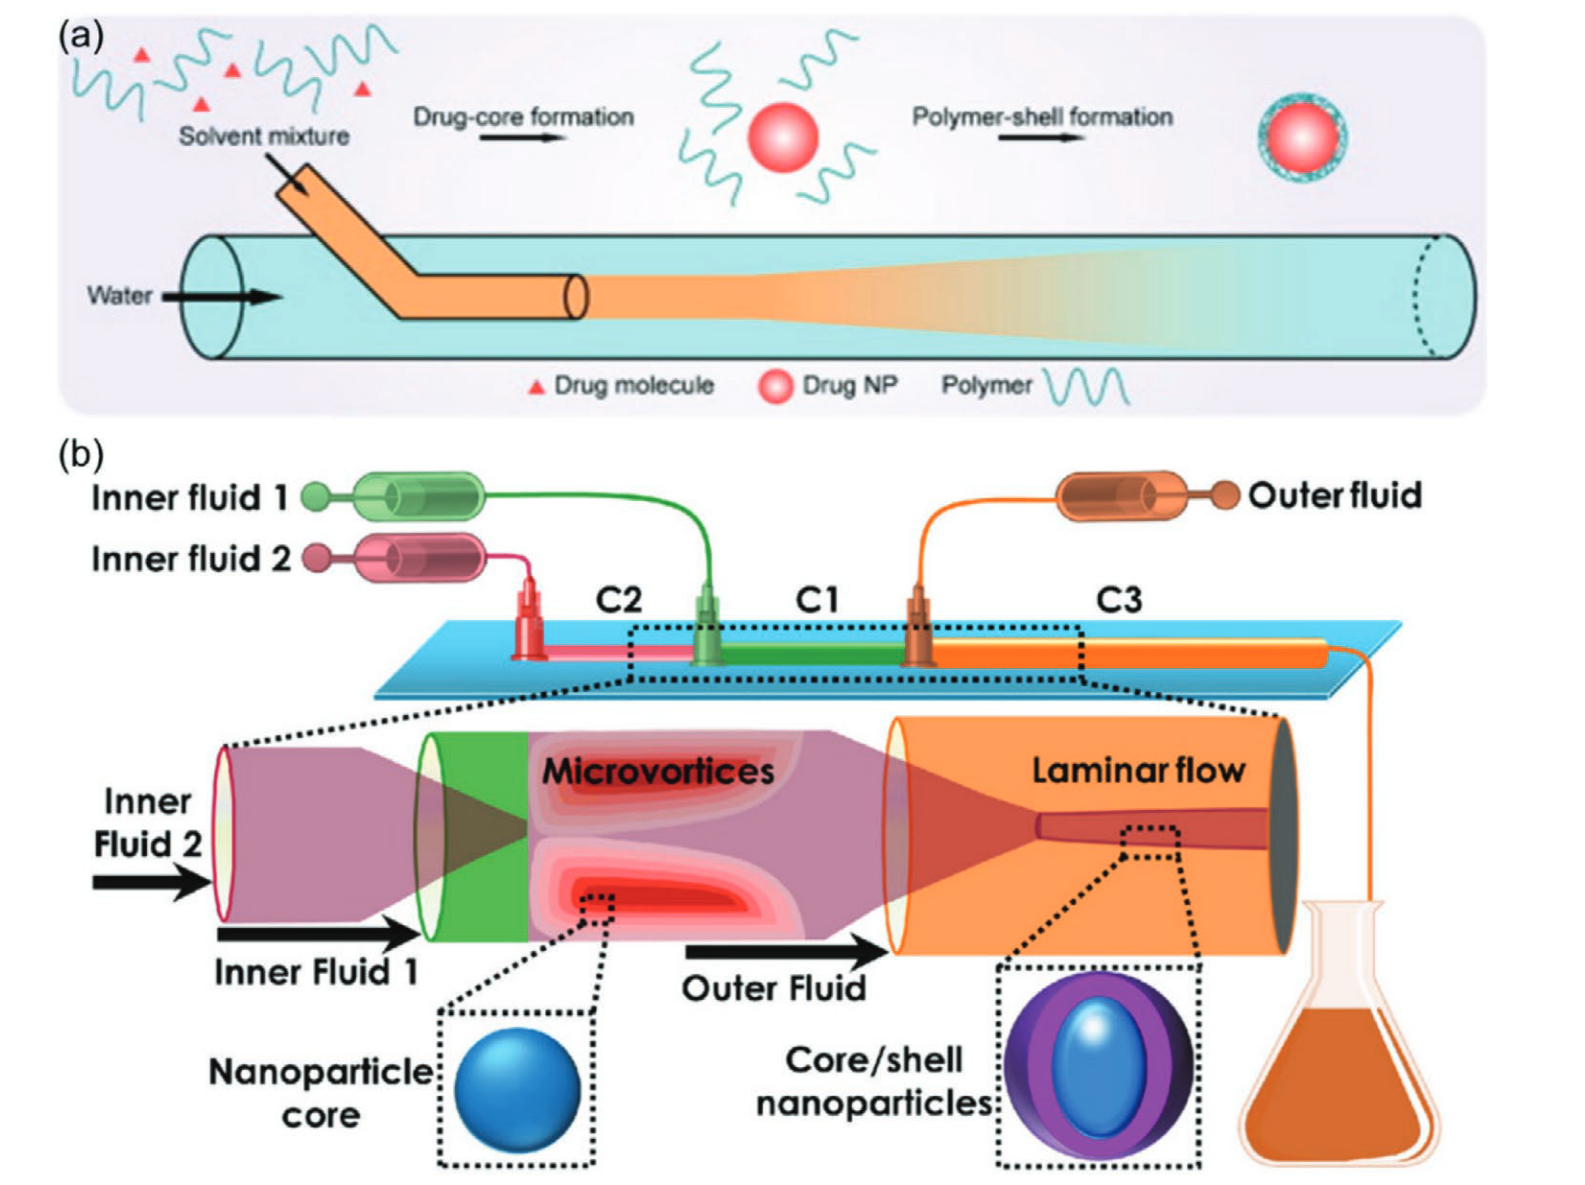 (a)
Solvent mixture
Drug-core formation
Polymer-shell formation
Water
Drug molecule
Drug NP
Polymer
(b)
Inner fluid 1
Outer fluid
Inner fluid 2
C2
C1
C3
Microvortices
Laminar flow
Inner
Fluid 2
Inner Fluid 1
Outer Fluid
Nanoparticle
core
Core/shell
nanoparticles